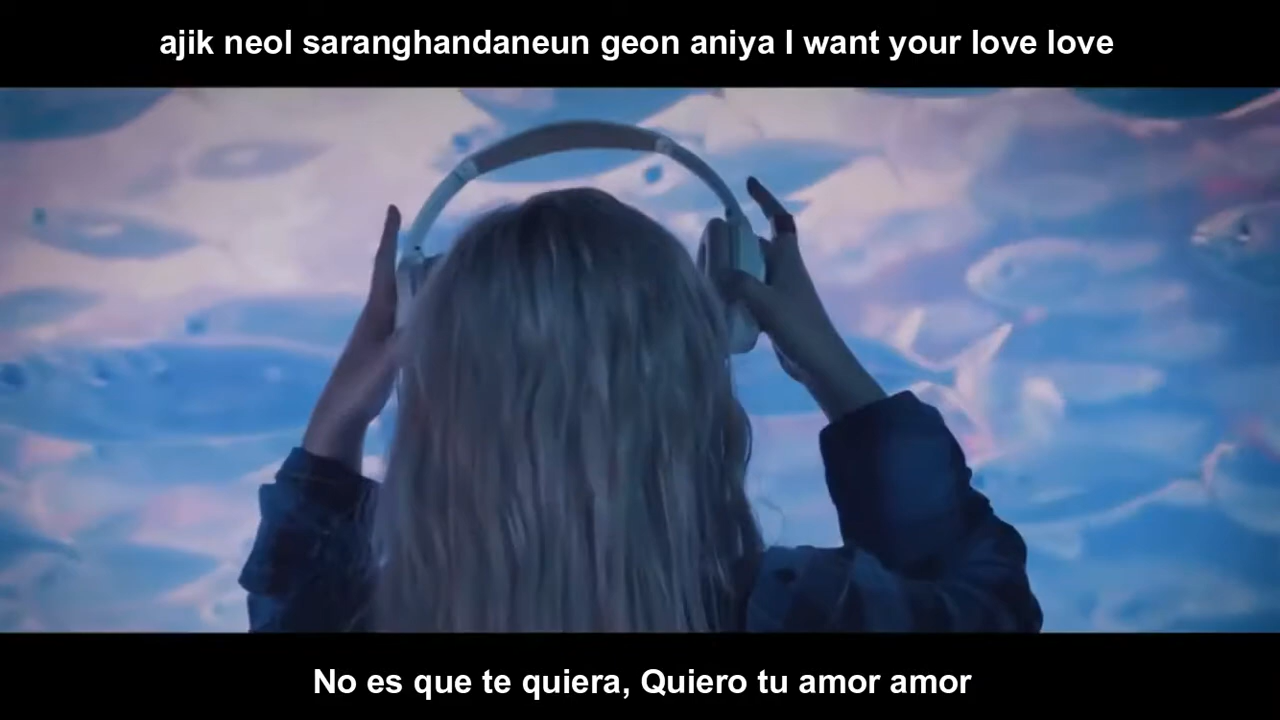 ajik neol saranghandaneun geon aniya I want your love love
No es que te quiera, Quiero tu amor amor